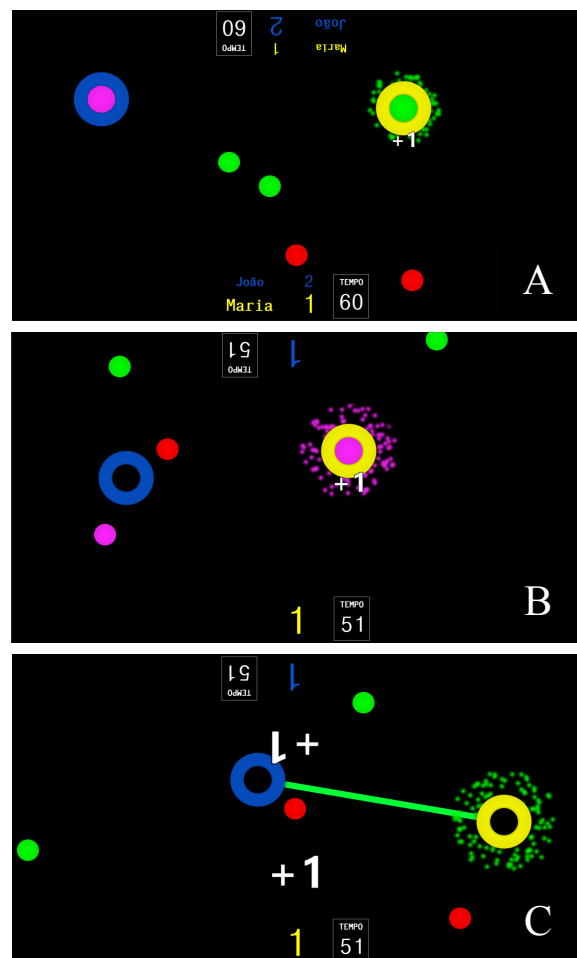 60 2 João
TEMPO 1 Maria
+1
João 2 TEMPO
Maria 1 60
A
51 1
TEMPO
+1
1 TEMPO
51
B
51 1
TEMPO
+1
+1
1 TEMPO
51
C